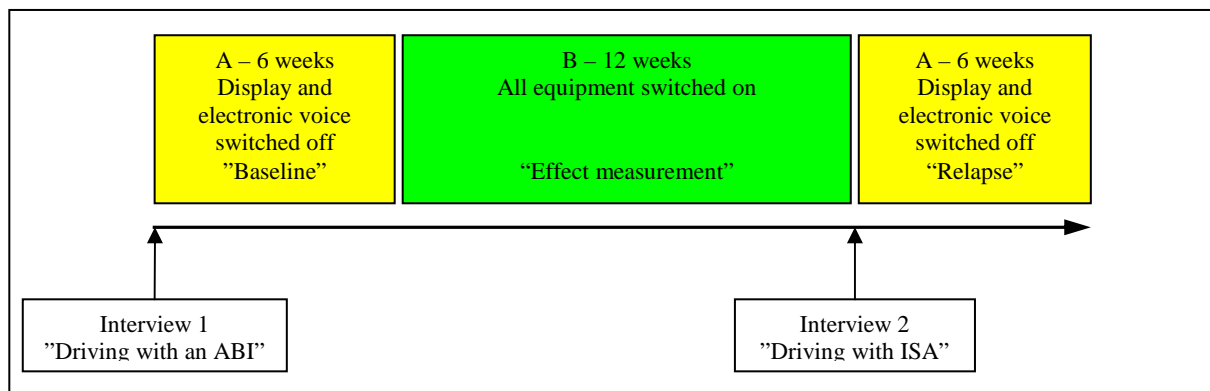 A – 6 weeks
Display and
electronic voice
switched off
”Baseline”
B – 12 weeks
All equipment switched on
“Effect measurement”
A – 6 weeks
Display and
electronic voice
switched off
“Relapse”
Interview 1
”Driving with an ABI”
Interview 2
”Driving with ISA”